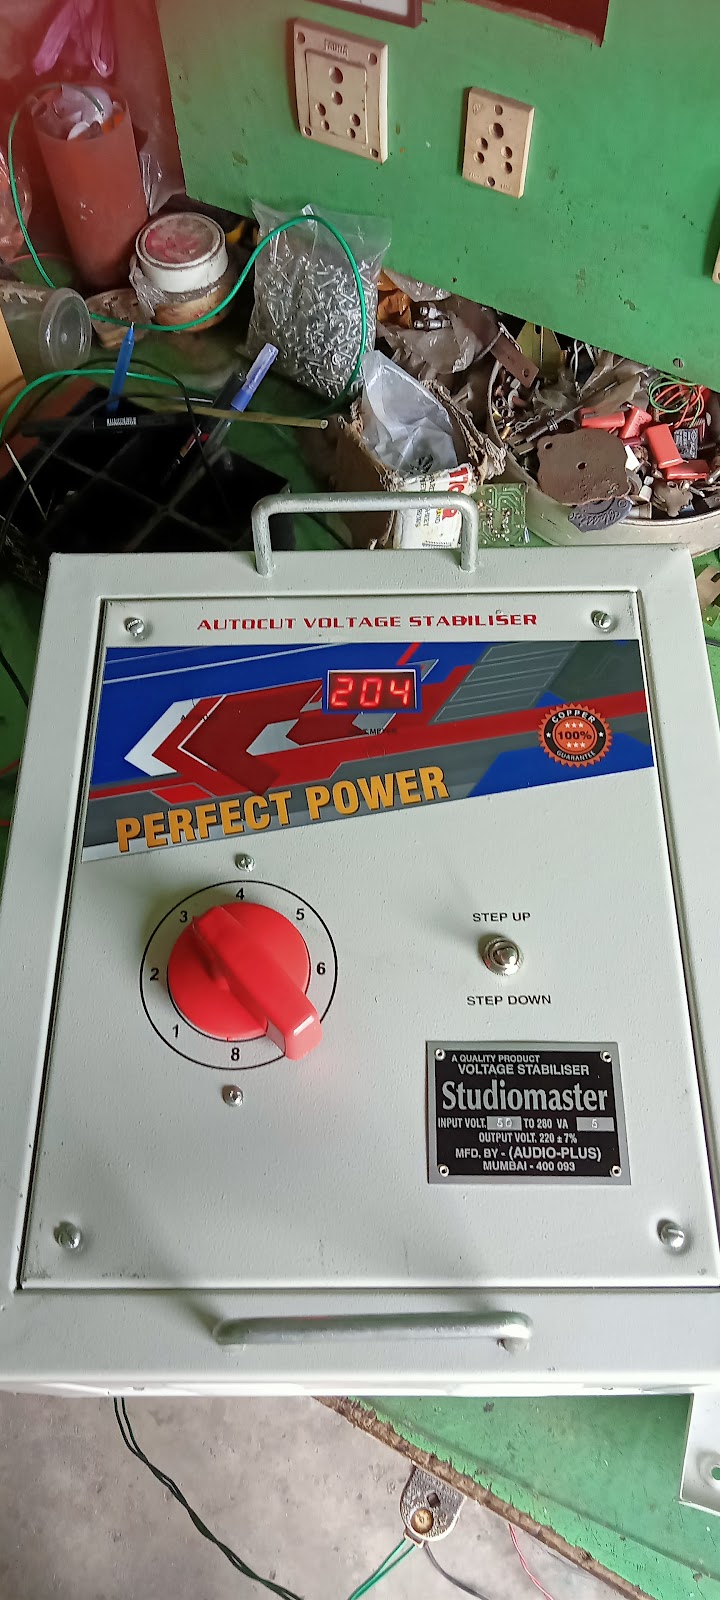 AUTOCUT VOLTAGE STABILISER
204
COPPER
100%
GUARANTEE
PERFECT POWER
4
3
5
2
6
1
8
STEP UP
STEP DOWN
A QUALITY PRODUCT
VOLTAGE STABILISER
Studiomaster
INPUT VOLT. 50 TO 280 VA 5
OUTPUT VOLT. 220 ± 7%
MFD. BY - (AUDIO-PLUS)
MUMBAI - 400 093